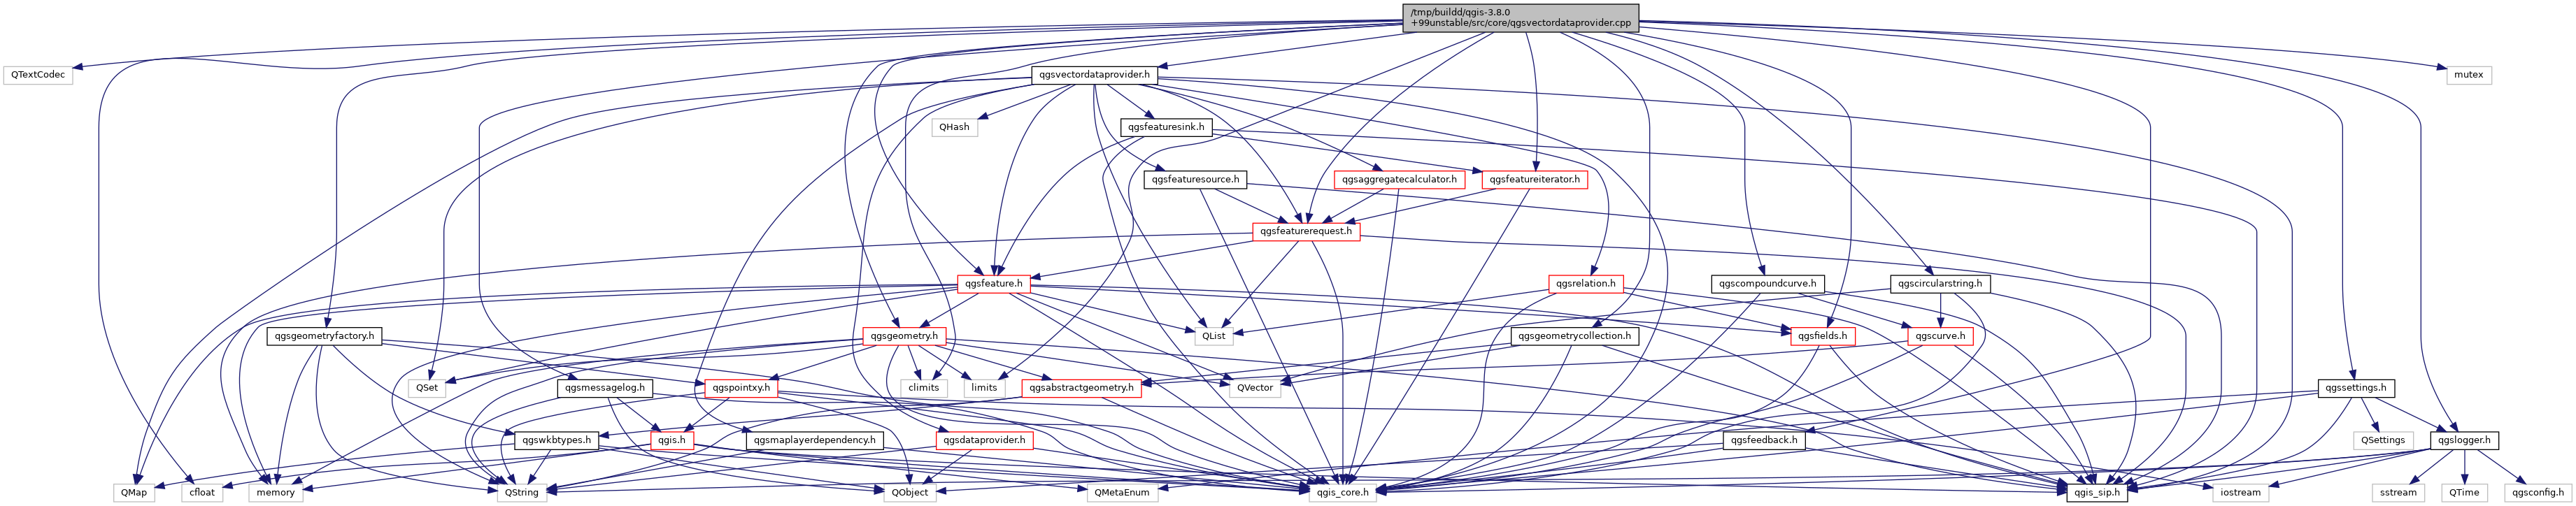 /tmp/buildd/qgis-3.8.0
+99unstable/src/core/qgsvectordataprovider.cpp
QTextCodec
qgsvectordataprovider.h
mutex
QHash
qgsfeaturesink.h
qgsfeaturesource.h
qgsaggregatecalculator.h
qgsfeatureiterator.h
qgsfeaturerequest.h
qgsfeature.h
qgsrelation.h
qgscompoundcurve.h
qgscircularstring.h
qgsgeometryfactory.h
qgsgeometry.h
QList
qgsgeometrycollection.h
qgsfields.h
qgscurve.h
QSet
qgsmessagelog.h
qgspointxy.h
climits
limits
qgsabstractgeometry.h
QVector
qgssettings.h
qgswkbtypes.h
qgis.h
qgsmaplayerdependency.h
qgsdataprovider.h
qgsfeedback.h
QSettings
qgslogger.h
QMap
cfloat
memory
QString
QObject
QMetaEnum
qgis_core.h
qgis_sip.h
iostream
sstream
QTime
qgsconfig.h